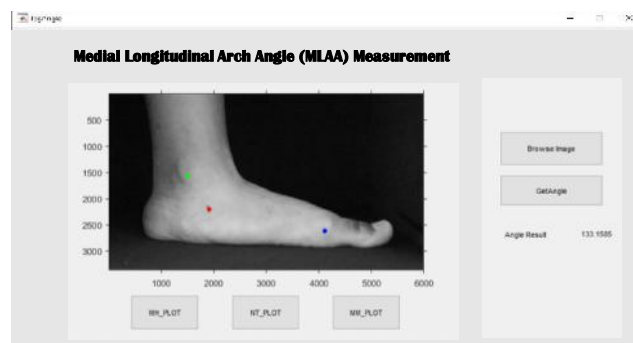 Medial Longitudinal Arch Angle (MLAA) Measurement
500
1000
1500
2000
2500
3000
1000 2000 3000 4000 5000 6000
MH_PLOT NT_PLOT MM_PLOT
Browse Image
GetAngle
Angle Result 133.1585